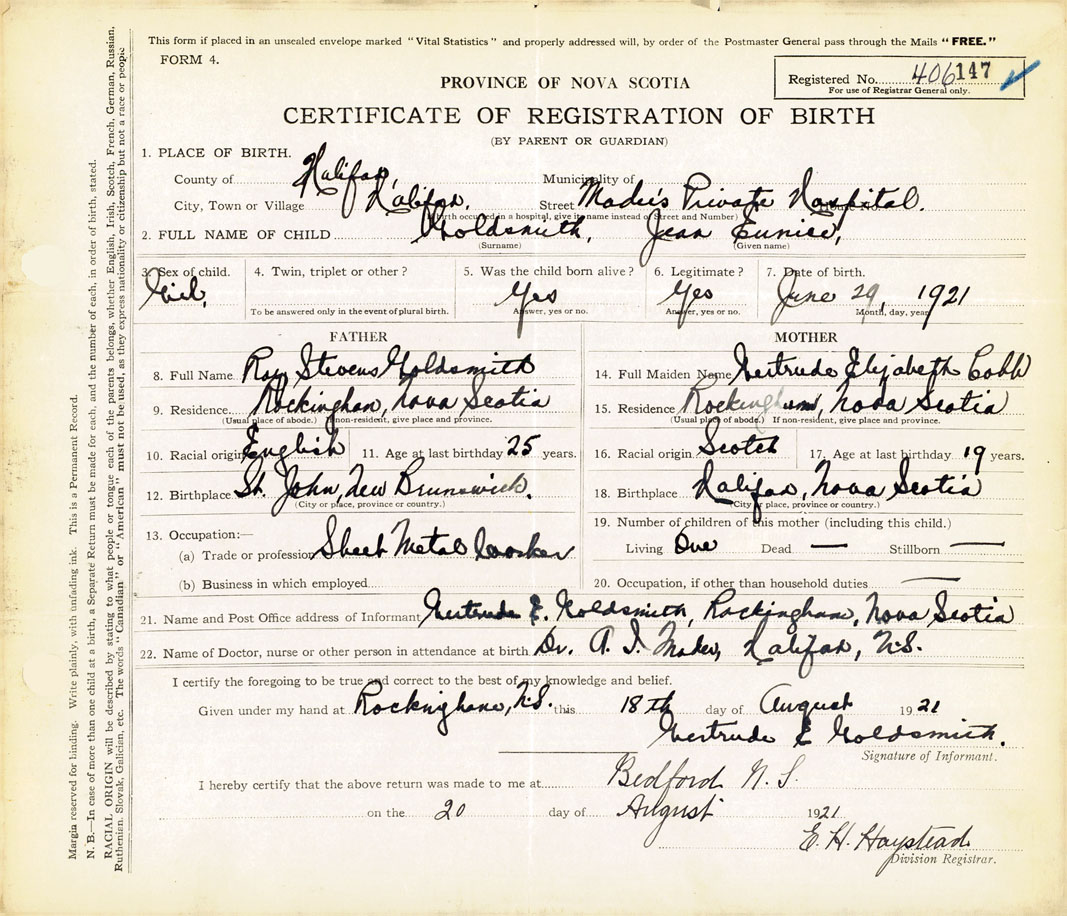 This form if placed in an unsealed envelope marked "Vital Statistics" and properly addressed will, by order of the Postmaster General pass through the Mails "FREE."
FORM 4.
Registered No. 406147
For use of Registrar General only.
PROVINCE OF NOVA SCOTIA
CERTIFICATE OF REGISTRATION OF BIRTH
(BY PARENT OR GUARDIAN)
1. PLACE OF BIRTH.
County of Halifax, Municipality of
City, Town or Village Halifax. Street Mader's Private Hospital.
(If birth occurred in a hospital, give its name instead of Street and Number)
2. FULL NAME OF CHILD Goldsmith, Jean Eunice,
(Surname) (Given name)
3. Sex of child. Girl,
4. Twin, triplet or other?
To be answered only in the event of plural birth.
5. Was the child born alive? Yes
Answer, yes or no.
6. Legitimate? Yes
Answer, yes or no.
7. Date of birth. June 29, 1921
Month, day, year
FATHER
8. Full Name Roy Stevens Goldsmith
9. Residence Rockingham, Nova Scotia
(Usual place of abode.) If non-resident, give place and province.
10. Racial origin English 11. Age at last birthday 25 years.
12. Birthplace St. John, New Brunswick.
(City or place, province or country.)
13. Occupation:—
(a) Trade or profession Sheet Metal Worker
(b) Business in which employed
MOTHER
14. Full Maiden Name Gertrude Elizabeth Cobb
15. Residence Rockingham, Nova Scotia
(Usual place of abode.) If non-resident, give place and province.
16. Racial origin Scotch 17. Age at last birthday 19 years.
18. Birthplace Halifax, Nova Scotia
(City or place, province or country.)
19. Number of children of this mother (including this child.)
Living One Dead — Stillborn —
20. Occupation, if other than household duties —
21. Name and Post Office address of Informant Gertrude E. Goldsmith, Rockingham, Nova Scotia
22. Name of Doctor, nurse or other person in attendance at birth Dr. A. I. Mader, Halifax, N.S.
I certify the foregoing to be true and correct to the best of my knowledge and belief.
Given under my hand at Rockingham, N.S. this 18th day of August 1921
Gertrude E Goldsmith.
Signature of Informant.
I hereby certify that the above return was made to me at Bedford N.S.
on the 20 day of August 1921
E. H. Haystead
Division Registrar.
Margin reserved for binding. Write plainly, with unfading ink. This is a Permanent Record.
N. B.—In case of more than one child at a birth, a Separate Return must be made for each, and the number of each, in order of birth, stated.
RACIAL ORIGIN will be described by stating to what people or tongue each of the parents belongs, whether English, Irish, Scotch, French, German, Russian,
Ruthenian, Slovak, Galician, etc. The words "Canadian" or "American" must not be used, as they express nationality or citizenship but not a race or people